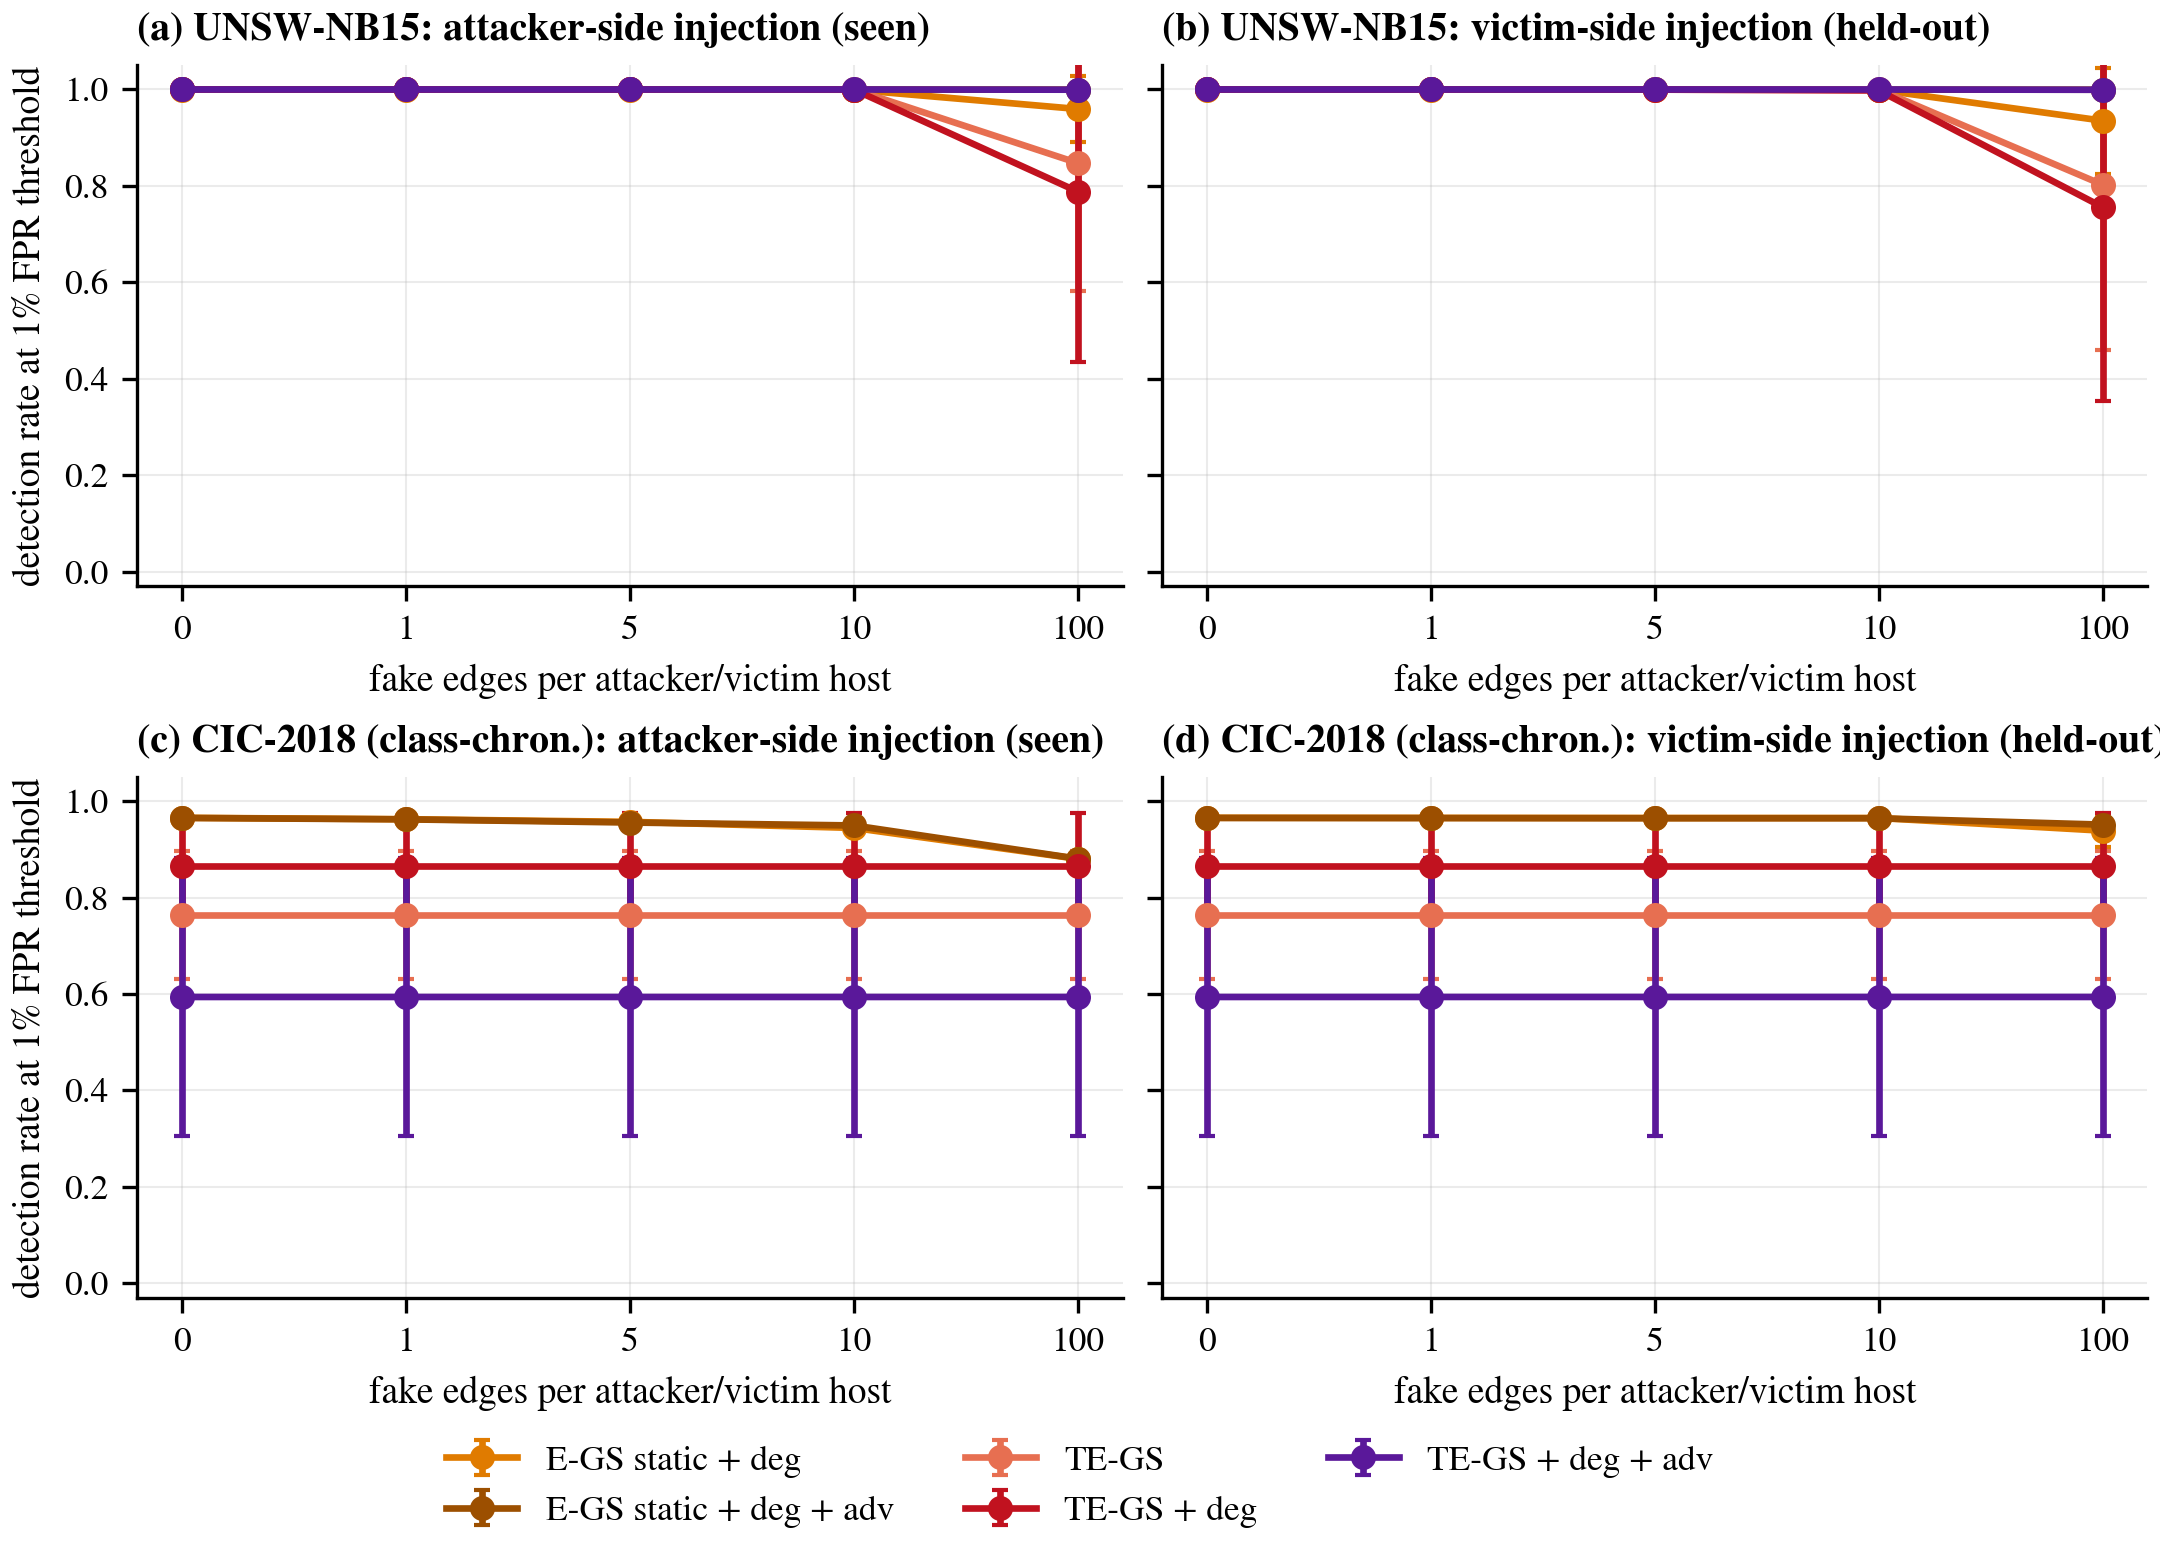 (a) UNSW-NB15: attacker-side injection (seen)
(b) UNSW-NB15: victim-side injection (held-out)
detection rate at 1% FPR threshold
1.0
0.8
0.6
0.4
0.2
0.0
0 1 5 10 100
fake edges per attacker/victim host
0 1 5 10 100
fake edges per attacker/victim host
(c) CIC-2018 (class-chron.): attacker-side injection (seen)
(d) CIC-2018 (class-chron.): victim-side injection (held-out)
detection rate at 1% FPR threshold
1.0
0.8
0.6
0.4
0.2
0.0
0 1 5 10 100
fake edges per attacker/victim host
0 1 5 10 100
fake edges per attacker/victim host
E-GS static + deg
E-GS static + deg + adv
TE-GS
TE-GS + deg
TE-GS + deg + adv